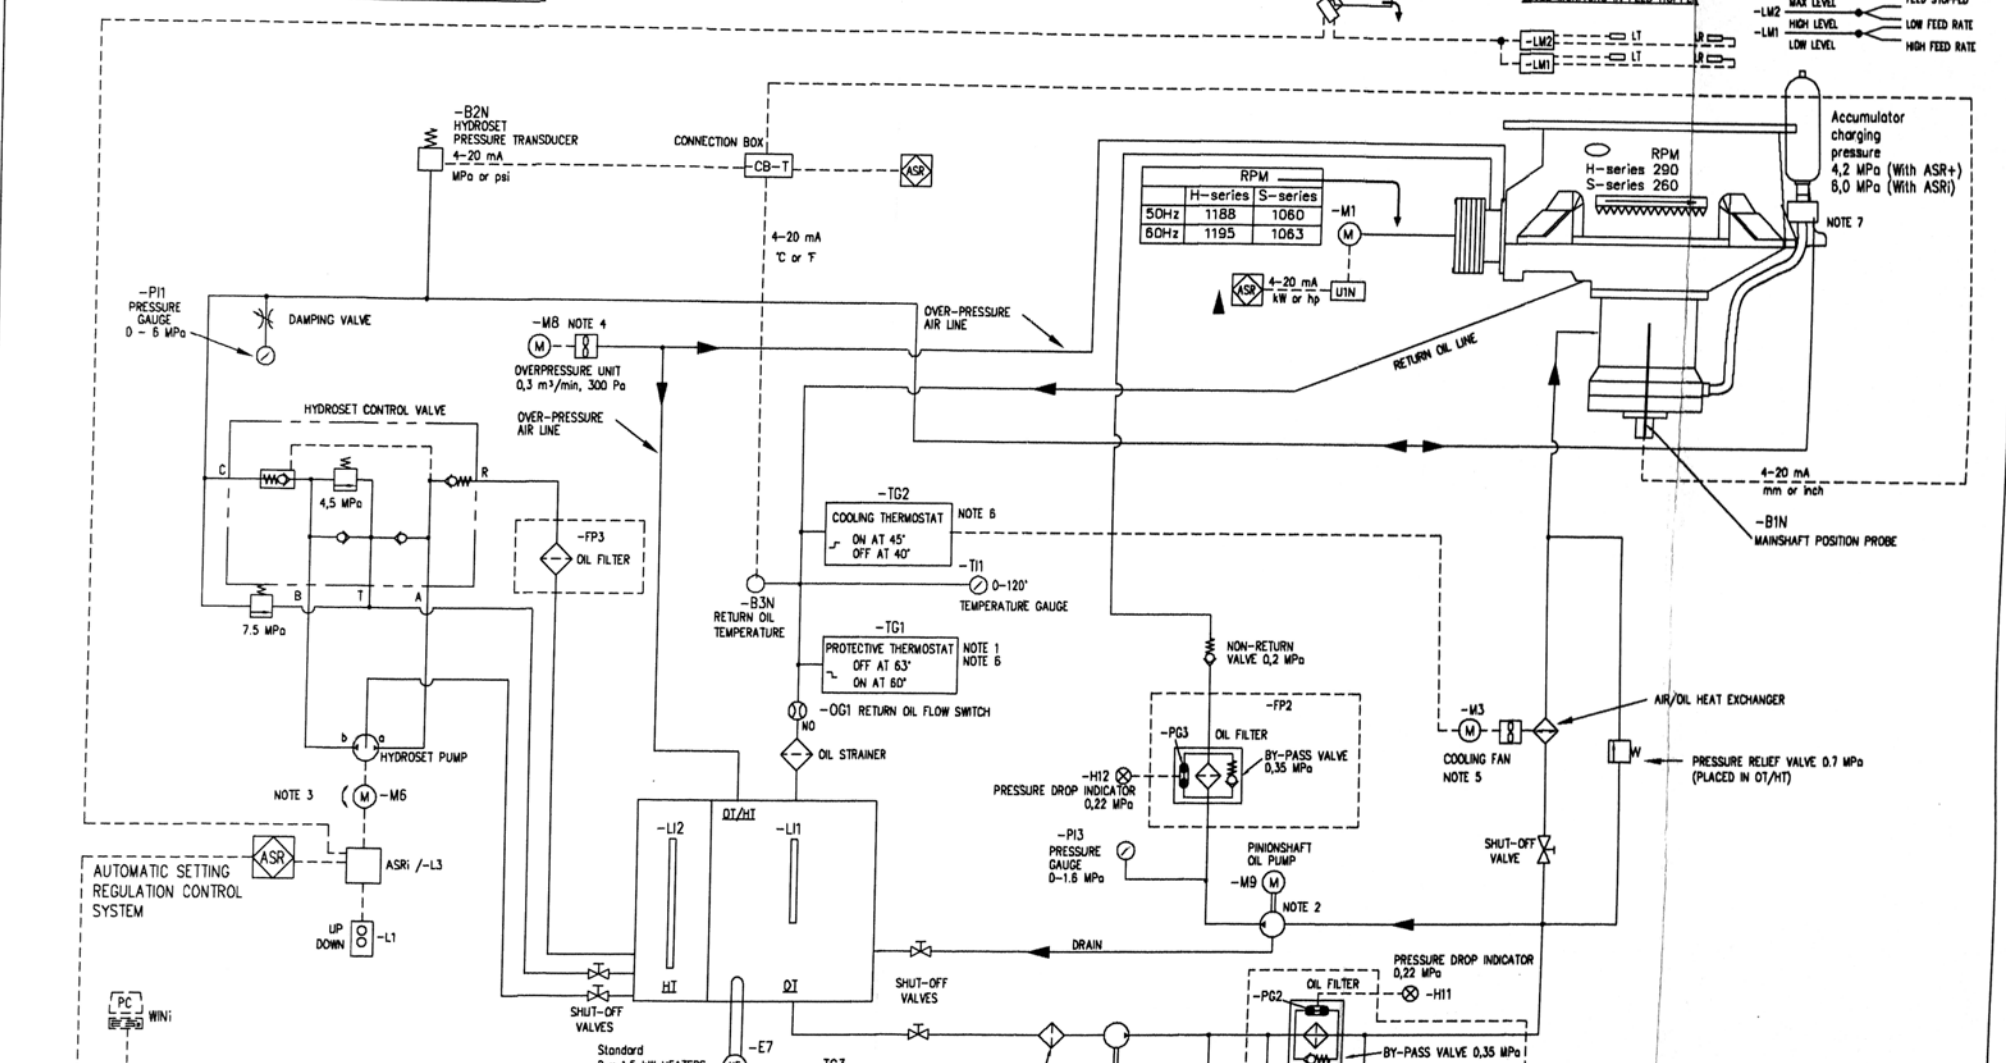 -LM2
MAX LEVEL
HIGH LEVEL
LOW FEED RATE
-LM1
LOW LEVEL
HIGH FEED RATE
-LM2
LT
LR
-LM1
LT
LR
-B2N
HYDROSET
PRESSURE TRANSDUCER
4-20 mA
MPa or psi
CONNECTION BOX
CB-T
ASR
4-20 mA
°C or °F
RPM
H-series S-series
50Hz 1188 1060
60Hz 1195 1063
-M1
M
ASR
4-20 mA
kW or hp
U1N
RPM
H-series 290
S-series 260
Accumulator
charging
pressure
4,2 MPa (With ASR+)
6,0 MPa (With ASRi)
NOTE 7
-PI1
PRESSURE
GAUGE
0 - 6 MPa
DAMPING VALVE
-M8 NOTE 4
M
OVERPRESSURE UNIT
0,3 m³/min, 300 Pa
OVER-PRESSURE
AIR LINE
OVER-PRESSURE
AIR LINE
RETURN OIL LINE
HYDROSET CONTROL VALVE
C
R
4,5 MPa
B
T
A
7.5 MPa
-FP3
OIL FILTER
-TG2
COOLING THERMOSTAT
ON AT 45°
OFF AT 40°
NOTE 6
-TI1
0-120°
TEMPERATURE GAUGE
-B3N
RETURN OIL
TEMPERATURE
-TG1
PROTECTIVE THERMOSTAT
OFF AT 63°
ON AT 60°
NOTE 1
NOTE 6
-OG1 RETURN OIL FLOW SWITCH
NO
OIL STRAINER
4-20 mA
mm or inch
-B1N
MAINSHAFT POSITION PROBE
NON-RETURN
VALVE 0,2 MPa
-FP2
-PG3
OIL FILTER
BY-PASS VALVE
0,35 MPa
-H12
PRESSURE DROP INDICATOR
0,22 MPa
-M3
M
COOLING FAN
NOTE 5
AIR/OIL HEAT EXCHANGER
W
PRESSURE RELIEF VALVE 0.7 MPa
(PLACED IN OT/HT)
b
a
HYDROSET PUMP
NOTE 3
M
-M6
ASR
ASRi /-L3
AUTOMATIC SETTING
REGULATION CONTROL
SYSTEM
UP
DOWN
-L1
PC
WINi
OT/HT
-LI2
-LI1
HT
OT
-PI3
PRESSURE
GAUGE
0-1.6 MPa
PINIONSHAFT
OIL PUMP
-M9
M
NOTE 2
SHUT-OFF
VALVE
DRAIN
SHUT-OFF
VALVES
SHUT-OFF
VALVES
Standard
-E7
PRESSURE DROP INDICATOR
0,22 MPa
OIL FILTER
-PG2
-H11
BY-PASS VALVE 0,35 MPa